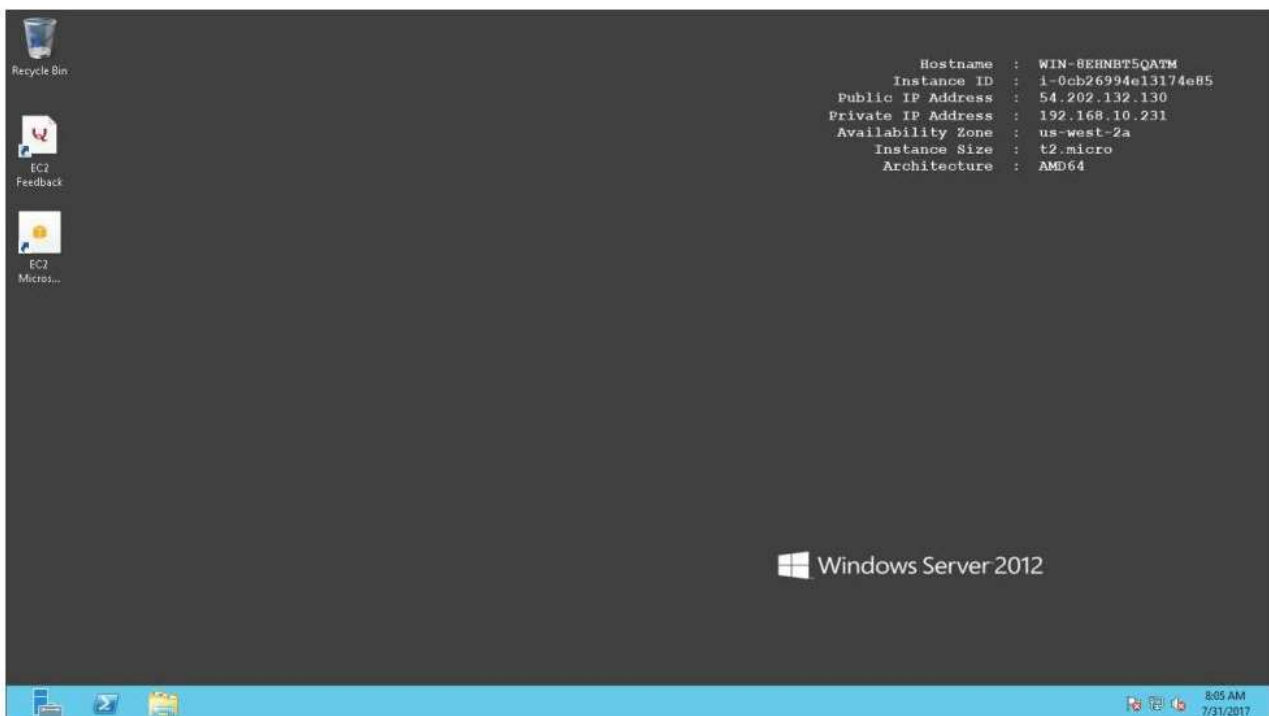 Recycle Bin
EC2
Feedback
EC2
Micros...
Hostname : WIN-8EHNBT5QATM
Instance ID : i-0cb26994e13174e85
Public IP Address : 54.202.132.130
Private IP Address : 192.168.10.231
Availability Zone : us-west-2a
Instance Size : t2.micro
Architecture : AMD64
Windows Server 2012
8:05 AM
7/31/2017